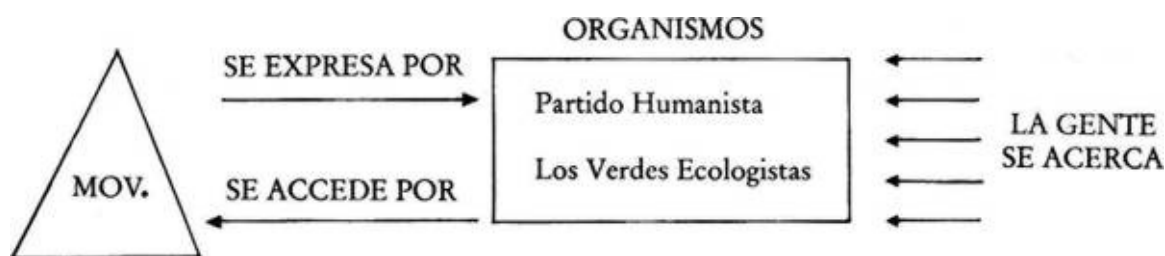 ORGANISMOS
SE EXPRESA POR
Partido Humanista
LA GENTE
SE ACERCA
MOV.
SE ACCEDE POR
Los Verdes Ecologistas